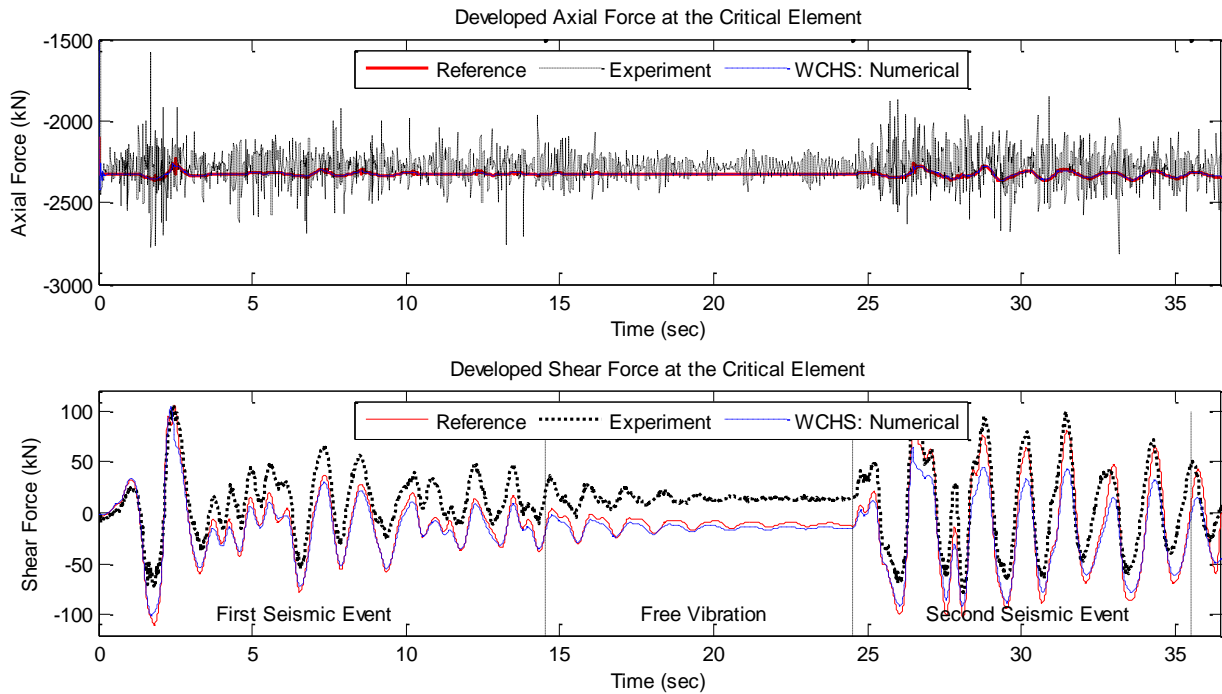 Developed Axial Force at the Critical Element
-1500
Reference Experiment WCHS: Numerical
-2000
-2500
-3000
Axial Force (kN)
0 5 10 15 20 25 30 35
Time (sec)
Developed Shear Force at the Critical Element
100
Reference Experiment WCHS: Numerical
50
0
-50
-100
Shear Force (kN)
First Seismic Event Free Vibration Second Seismic Event
0 5 10 15 20 25 30 35
Time (sec)